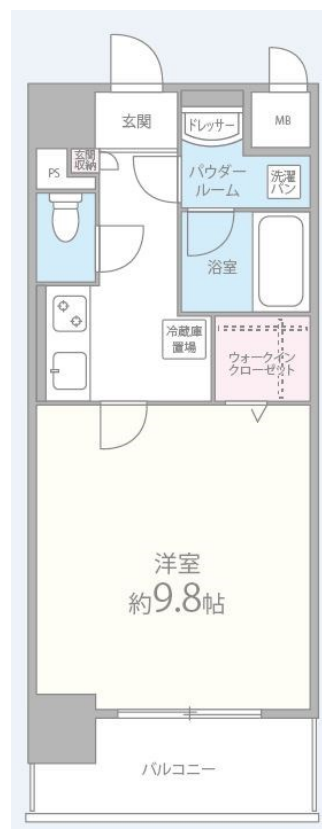 玄関
ドレッサー
MB
玄関
収納
PS
パウダー
ルーム
洗濯
パン
浴室
冷蔵庫
置場
ウォークイン
クローゼット
洋室
約9.8帖
バルコニー